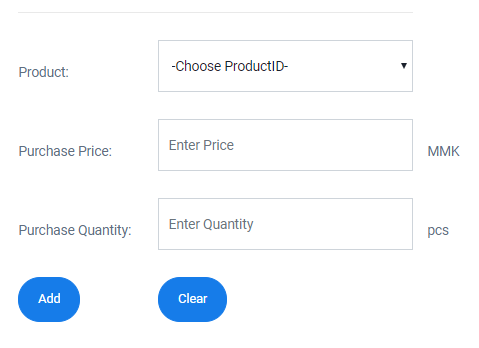 Product: -Choose ProductID-
Purchase Price: Enter Price MMK
Purchase Quantity: Enter Quantity pcs
Add Clear